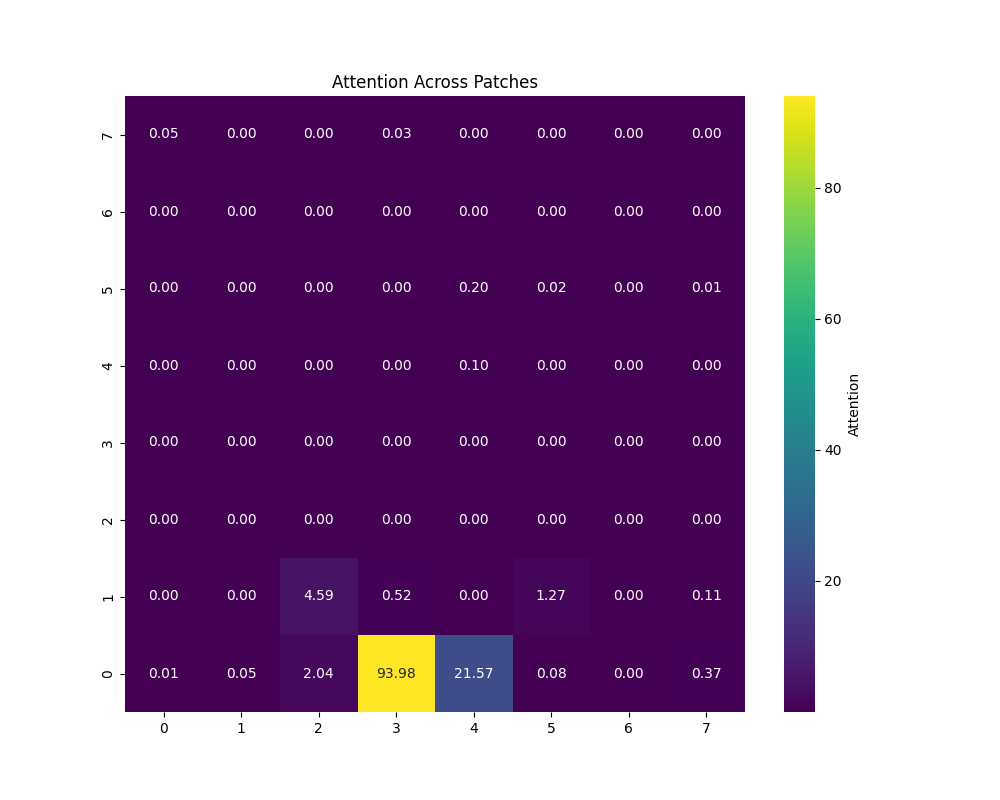 Attention Across Patches
7 0.05 0.00 0.00 0.03 0.00 0.00 0.00 0.00
6 0.00 0.00 0.00 0.00 0.00 0.00 0.00 0.00
5 0.00 0.00 0.00 0.00 0.20 0.02 0.00 0.01
4 0.00 0.00 0.00 0.00 0.10 0.00 0.00 0.00
3 0.00 0.00 0.00 0.00 0.00 0.00 0.00 0.00
2 0.00 0.00 0.00 0.00 0.00 0.00 0.00 0.00
1 0.00 0.00 4.59 0.52 0.00 1.27 0.00 0.11
0 0.01 0.05 2.04 93.98 21.57 0.08 0.00 0.37
0 1 2 3 4 5 6 7
80
60
40
20
Attention